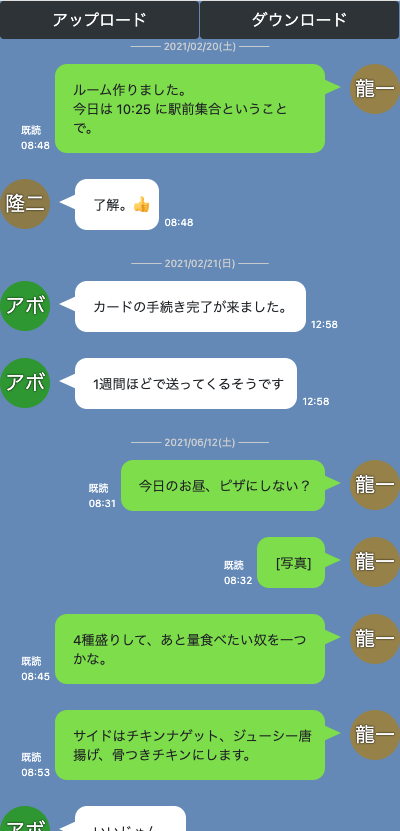 アップロード
ダウンロード
2021/02/20(土)
ルーム作りました。
今日は 10:25 に駅前集合ということ
で。
既読
08:48
龍一
隆二
了解。👍
08:48
2021/02/21(日)
アボ
カードの手続き完了が来ました。
12:58
アボ
1週間ほどで送ってくるそうです
12:58
2021/06/12(土)
今日のお昼、ピザにしない？
既読
08:31
龍一
[写真]
既読
08:32
龍一
4種盛りして、あと量食べたい奴を一つ
かな。
既読
08:45
龍一
サイドはチキンナゲット、ジューシー唐
揚げ、骨つきチキンにします。
既読
08:53
龍一
アボ